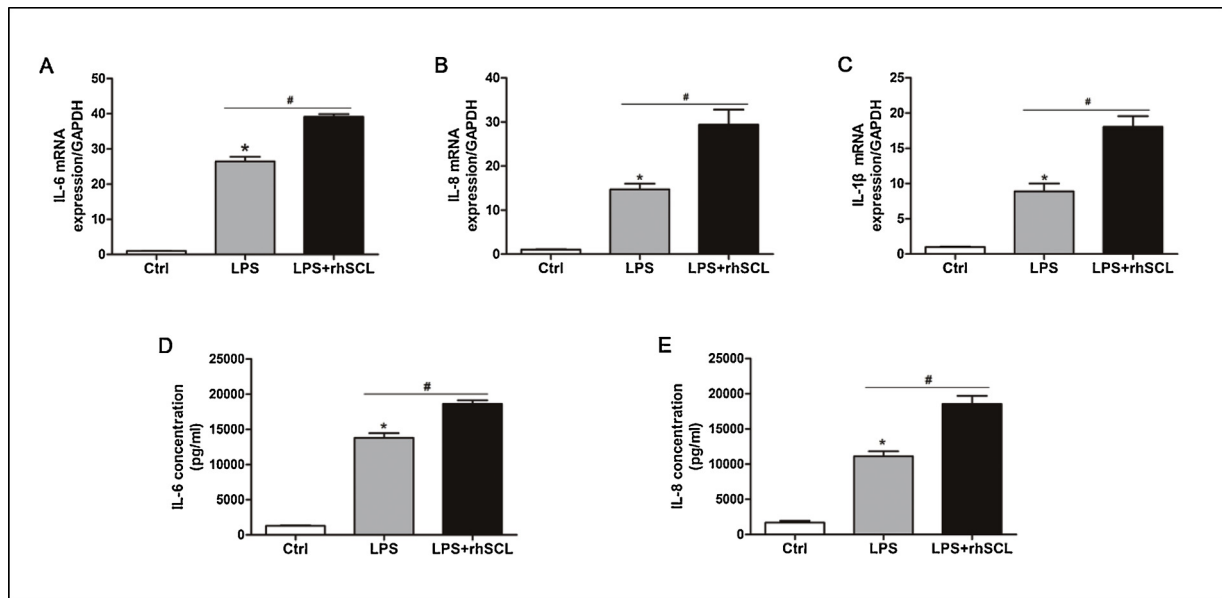 A
IL-6 mRNA
expression/GAPDH
50
40
30
20
10
0
*
#
Ctrl LPS LPS+rhSCL
B
IL-8 mRNA
expression/GAPDH
40
30
20
10
0
*
#
Ctrl LPS LPS+rhSCL
C
IL-1β mRNA
expression/GAPDH
25
20
15
10
5
0
*
#
Ctrl LPS LPS+rhSCL
D
IL-6 concentration
(pg/ml)
25000
20000
15000
10000
5000
0
*
#
Ctrl LPS LPS+rhSCL
E
IL-8 concentration
(pg/ml)
25000
20000
15000
10000
5000
0
*
#
Ctrl LPS LPS+rhSCL